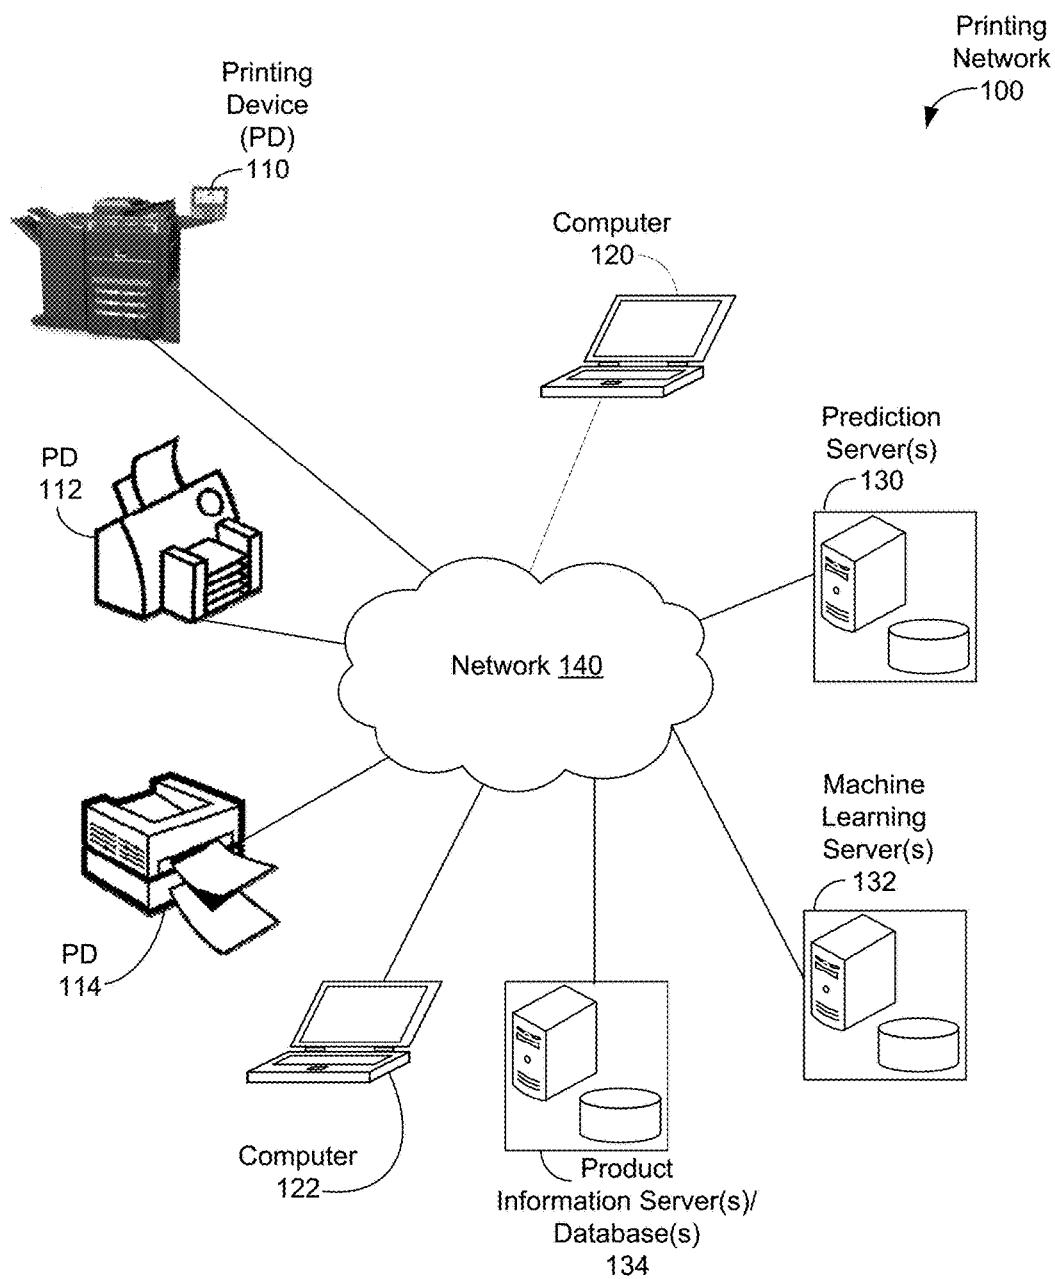 Printing
Network
100
Printing
Device
(PD)
110
Computer
120
Prediction
Server(s)
130
PD
112
Network 140
Machine
Learning
Server(s)
132
PD
114
Computer
122
Product
Information Server(s)/
Database(s)
134